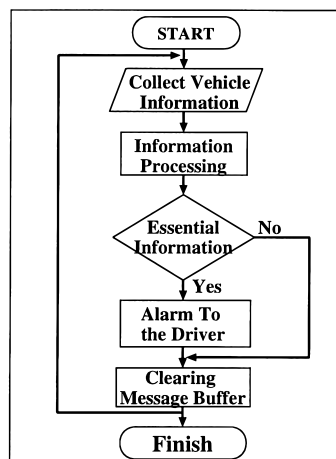 START
Collect Vehicle
Information
Information
Processing
Essential
Information
No
Yes
Alarm To
the Driver
Clearing
Message Buffer
Finish